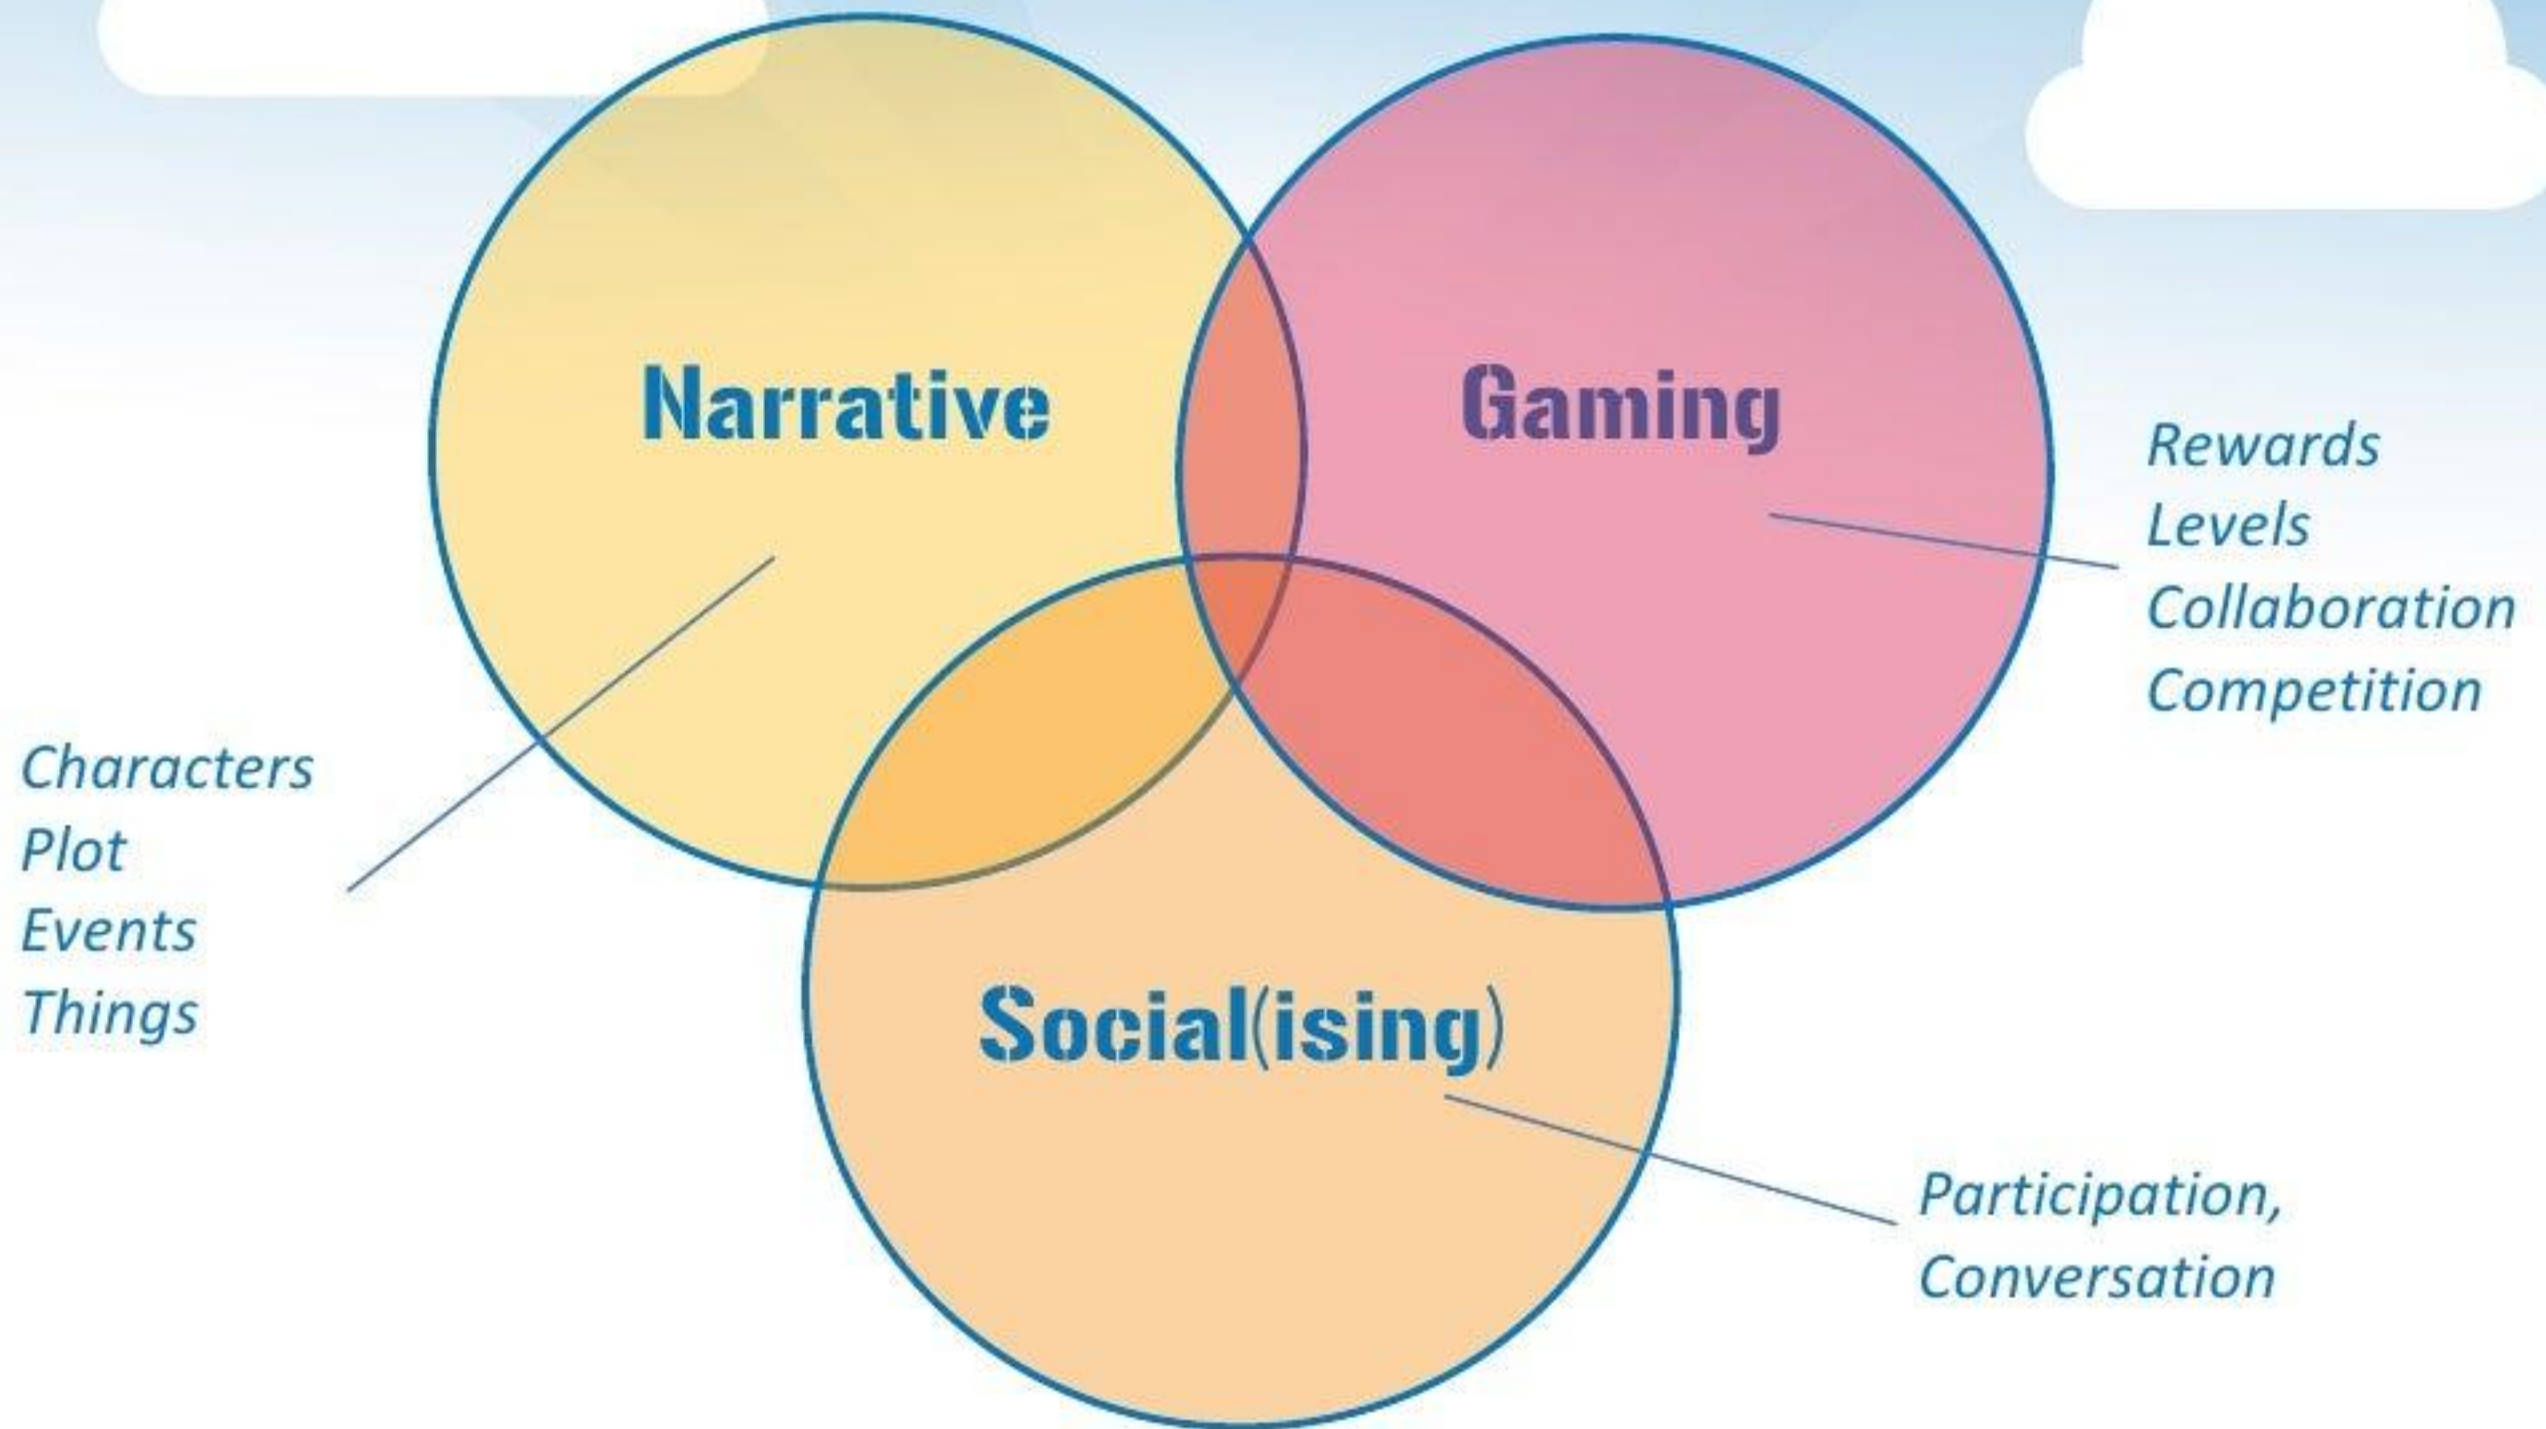 Narrative
Gaming
Rewards
Levels
Collaboration
Competition
Characters
Plot
Events
Things
Social(ising)
Participation,
Conversation